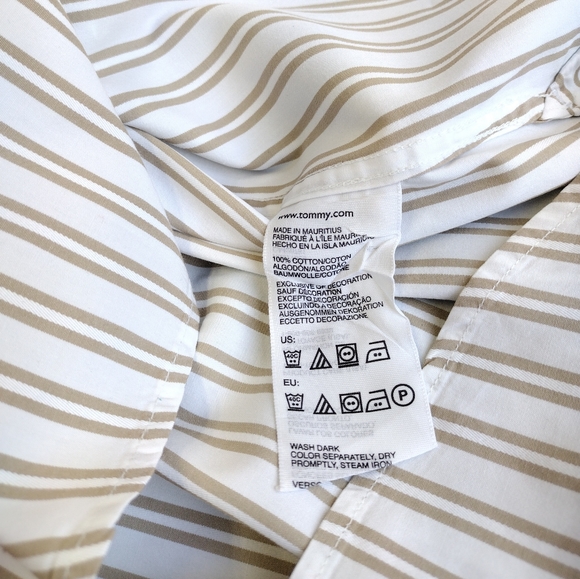 www.tommy.com
MADE IN MAURITIUS
FABRIQUÉ À L'ÎLE MAURICE
HECHO EN LA ISLA MAURICIO
100% COTTON/COTON
ALGODÓN/ALGODÃO
BAUMWOLLE/COTONE
EXCLUSIVE OF DECORATION
SAUF DÉCORATION
EXCEPTO DECORACIÓN
EXCLUINDO A DECORAÇÃO
AUSGENOMMEN DEKORATION
ECCETTO DECORAZIONE
US:
EU:
P
WASH DARK
COLOR SEPARATELY, DRY
PROMPTLY, STEAM IRON